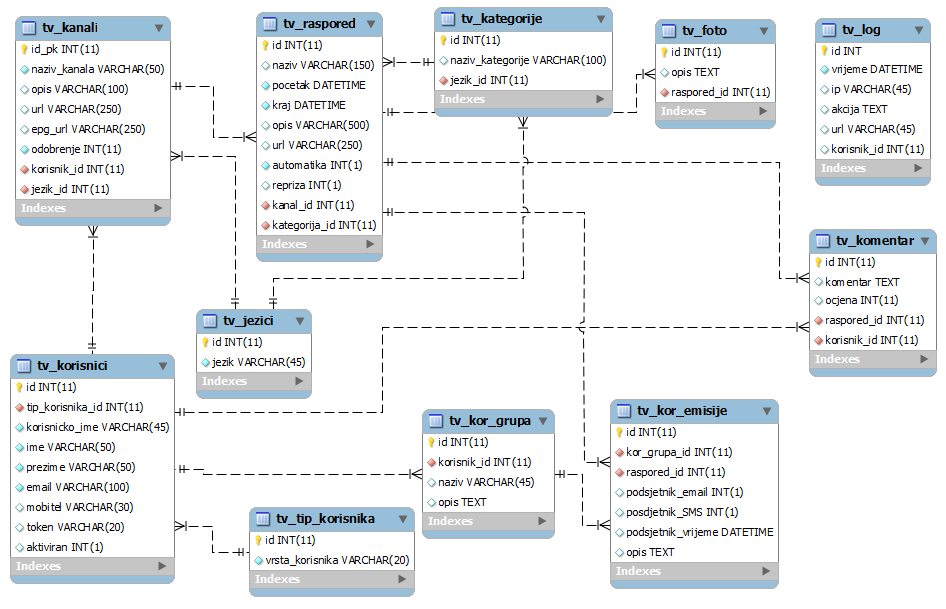 tv_kanali
id_pk INT(11)
naziv_kanala VARCHAR(50)
opis VARCHAR(100)
url VARCHAR(250)
epg_url VARCHAR(250)
odobrenje INT(11)
korisnik_id INT(11)
jezik_id INT(11)
Indexes
tv_raspored
id INT(11)
naziv VARCHAR(150)
pocetak DATETIME
kraj DATETIME
opis VARCHAR(500)
url VARCHAR(250)
automatika INT(1)
repriza INT(1)
kanal_id INT(11)
kategorija_id INT(11)
Indexes
tv_kategorije
id INT(11)
naziv_kategorije VARCHAR(100)
jezik_id INT(11)
Indexes
tv_foto
id INT(11)
opis TEXT
raspored_id INT(11)
Indexes
tv_log
id INT
vrijeme DATETIME
ip VARCHAR(45)
akcija TEXT
url VARCHAR(45)
korisnik_id INT(11)
Indexes
tv_komentar
id INT(11)
komentar TEXT
ocjena INT(11)
raspored_id INT(11)
korisnik_id INT(11)
Indexes
tv_jezici
id INT(11)
jezik VARCHAR(45)
Indexes
tv_korisnici
id INT(11)
tip_korisnika_id INT(11)
korisnicko_ime VARCHAR(45)
ime VARCHAR(50)
prezime VARCHAR(50)
email VARCHAR(100)
mobitel VARCHAR(30)
token VARCHAR(20)
aktiviran INT(1)
Indexes
tv_tip_korisnika
id INT(11)
vrsta_korisnika VARCHAR(20)
Indexes
tv_kor_grupa
id INT(11)
korisnik_id INT(11)
naziv VARCHAR(45)
opis TEXT
Indexes
tv_kor_emisije
id INT(11)
kor_grupa_id INT(11)
raspored_id INT(11)
podsjetnik_email INT(1)
posdjetnik_SMS INT(1)
podsjetnik_vrijeme DATETIME
opis TEXT
Indexes